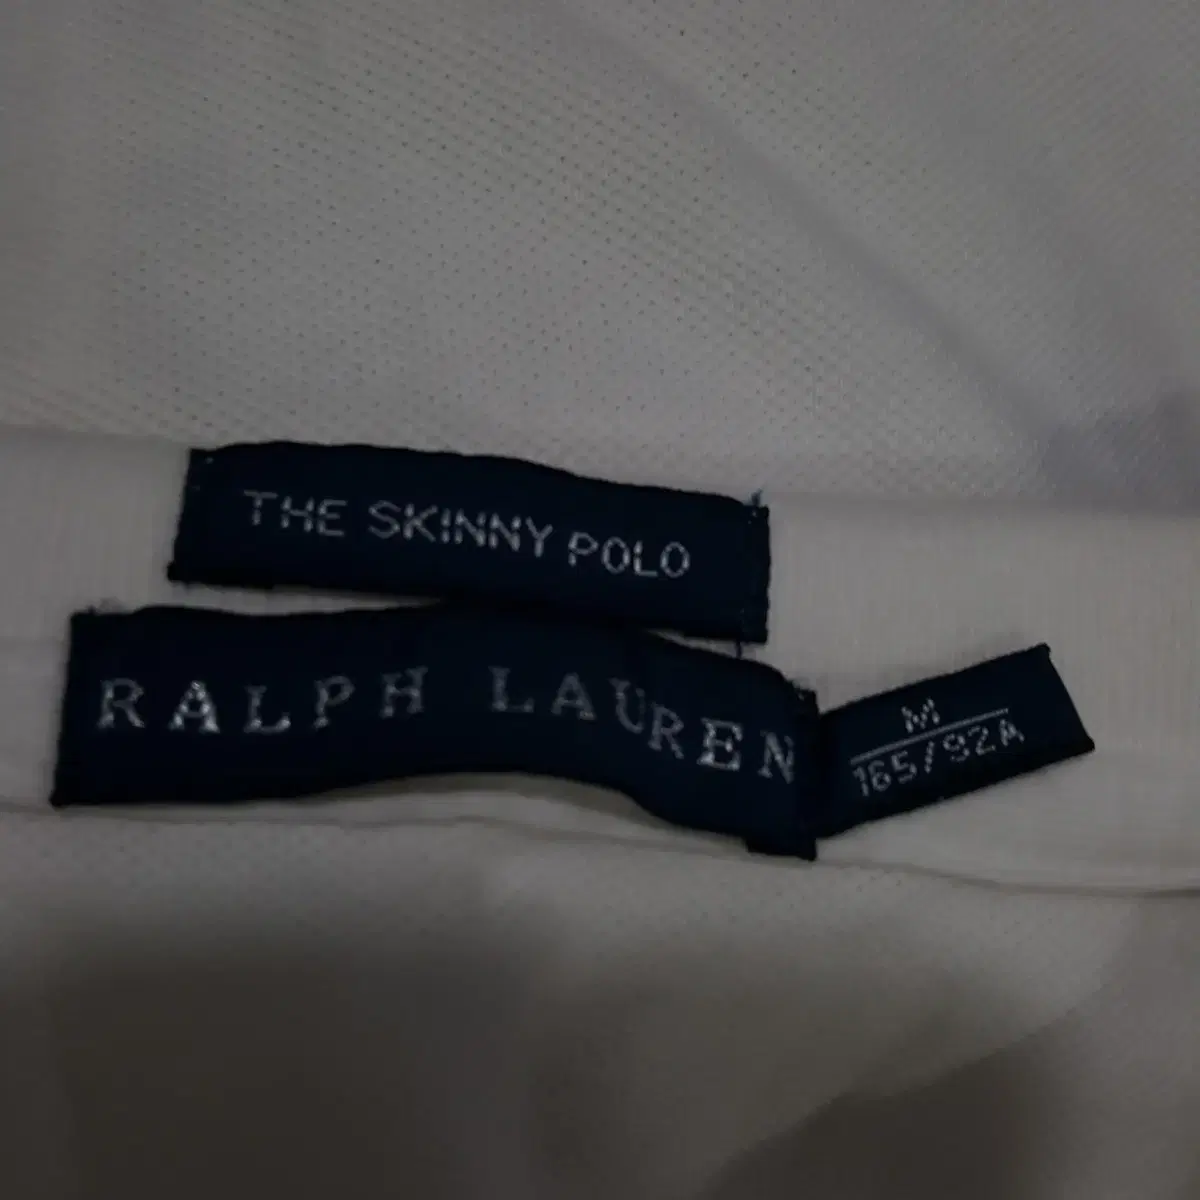 THE SKINNY POLO
RALPH LAUREN
M
165/92A